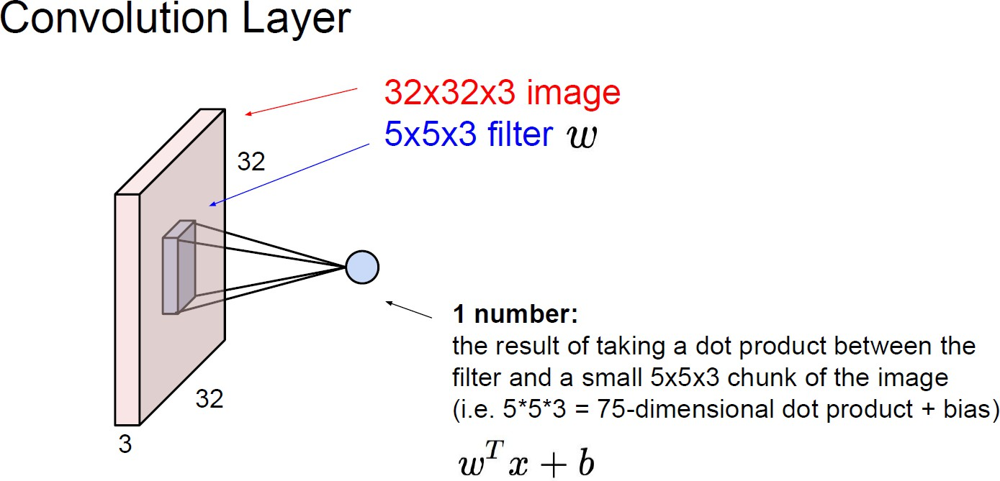 Convolution Layer
32x32x3 image
5x5x3 filter w
32
32
3
1 number:
the result of taking a dot product between the
filter and a small 5x5x3 chunk of the image
(i.e. 5*5*3 = 75-dimensional dot product + bias)
w^T x + b